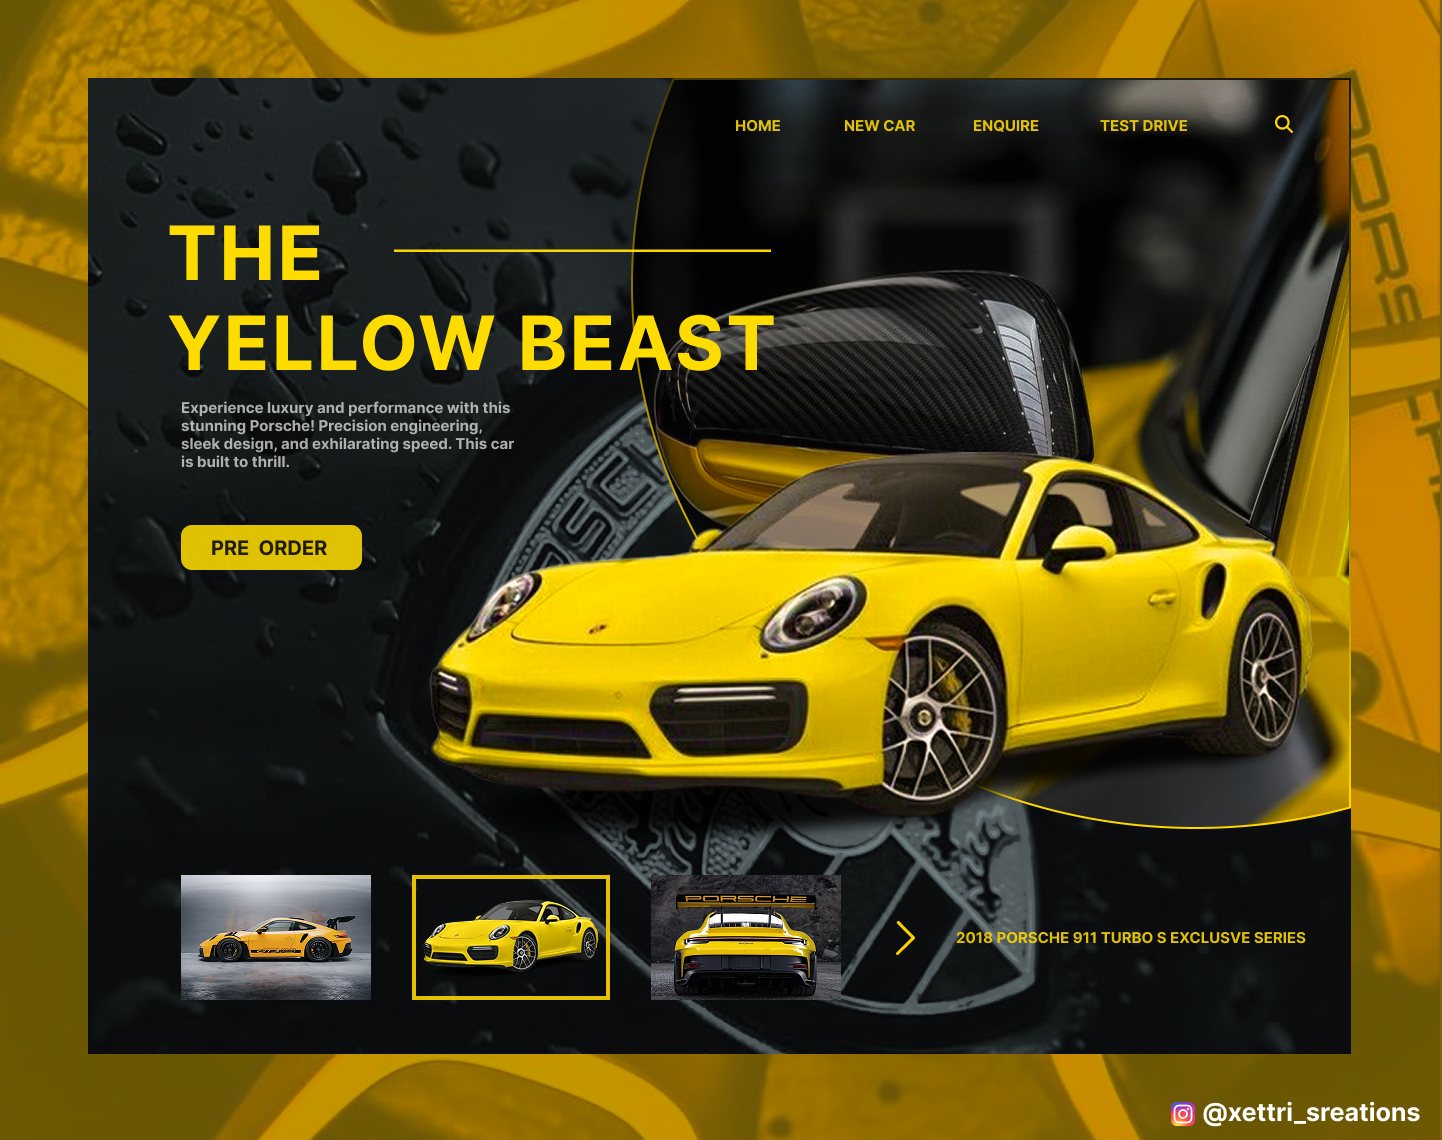 HOME NEW CAR ENQUIRE TEST DRIVE
THE
YELLOW BEAST
Experience luxury and performance with this
stunning Porsche! Precision engineering,
sleek design, and exhilarating speed. This car
is built to thrill.
PRE ORDER
PORSCHE
2018 PORSCHE 911 TURBO S EXCLUSVE SERIES
@xettri_sreations